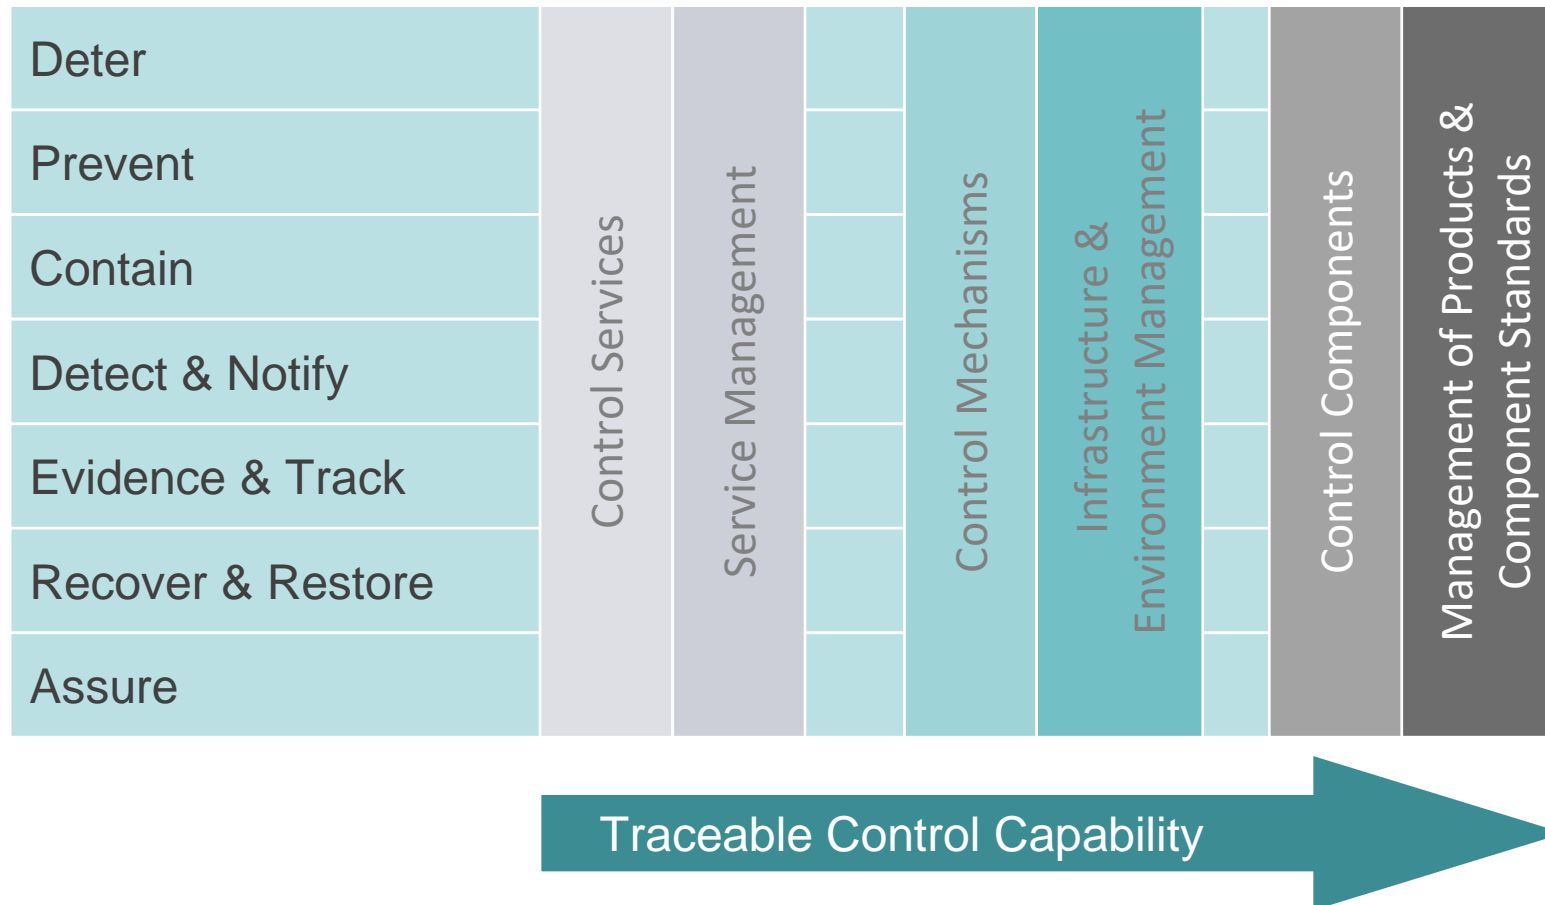 Deter
Prevent
Contain
Detect & Notify
Evidence & Track
Recover & Restore
Assure
Control Services
Service Management
Control Mechanisms
Infrastructure &
Environment Management
Control Components
Management of Products &
Component Standards
Traceable Control Capability